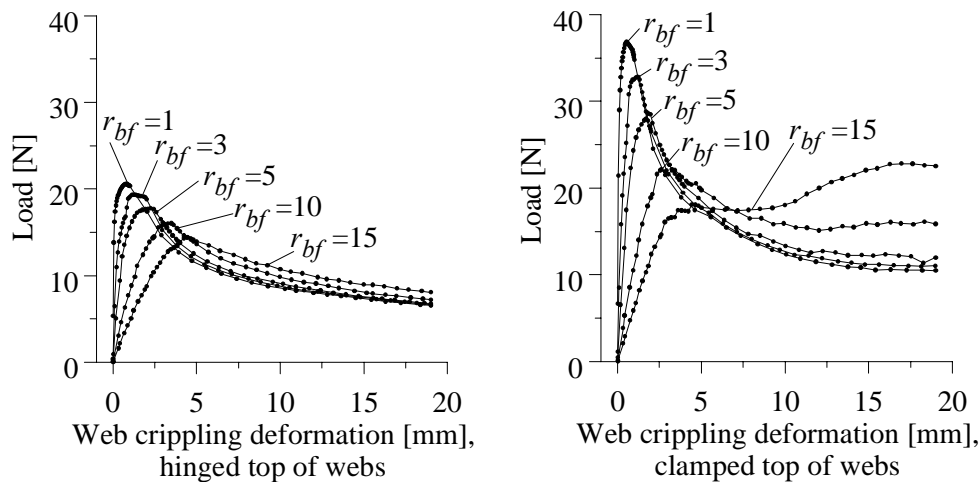 40
30
20
10
0
Load [N]
r_bf =1
r_bf =3
r_bf =5
r_bf =10
r_bf =15
0 5 10 15 20
Web crippling deformation [mm],
hinged top of webs
40
30
20
10
0
Load [N]
r_bf =1
r_bf =3
r_bf =5
r_bf =10
r_bf =15
0 5 10 15 20
Web crippling deformation [mm],
clamped top of webs